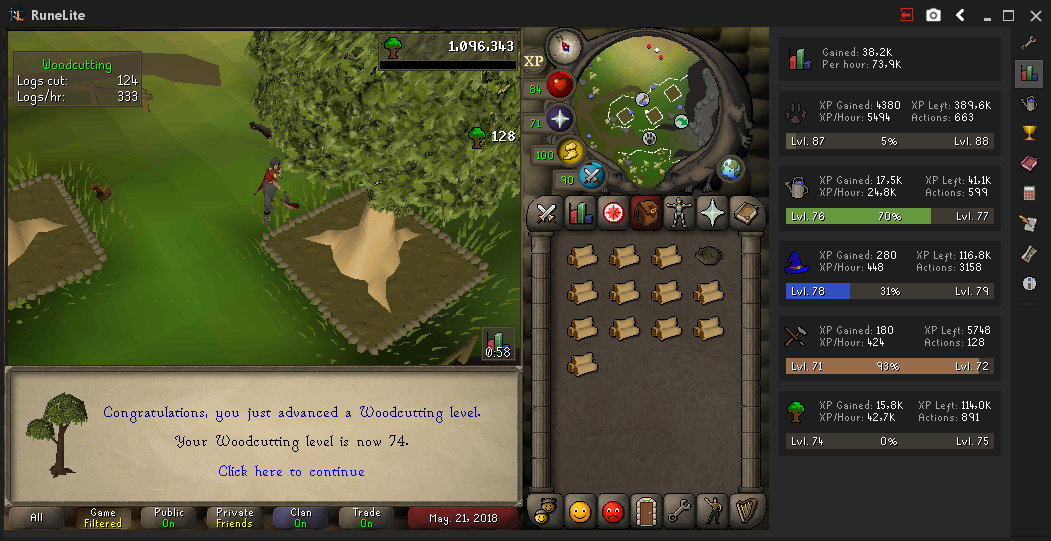 RuneLite
Woodcutting
Logs cut: 124
Logs/hr: 333
1,096,343
128
0:58
XP
84
71
100
90
Congratulations, you just advanced a Woodcutting level.
Your Woodcutting level is now 74.
Click here to continue
All
Game
Filtered
Public
On
Private
Friends
Clan
On
Trade
On
May. 21, 2018
Gained: 38,2K
Per hour: 73,9K
XP Gained: 4380 XP Left: 389,6K
XP/Hour: 5494 Actions: 663
Lvl. 87 5% Lvl. 88
XP Gained: 17,5K XP Left: 41,1K
XP/Hour: 24,8K Actions: 599
Lvl. 76 70% Lvl. 77
XP Gained: 280 XP Left: 116,8K
XP/Hour: 448 Actions: 3158
Lvl. 78 31% Lvl. 79
XP Gained: 180 XP Left: 5748
XP/Hour: 424 Actions: 128
Lvl. 71 93% Lvl. 72
XP Gained: 15,8K XP Left: 114,0K
XP/Hour: 42,7K Actions: 891
Lvl. 74 0% Lvl. 75